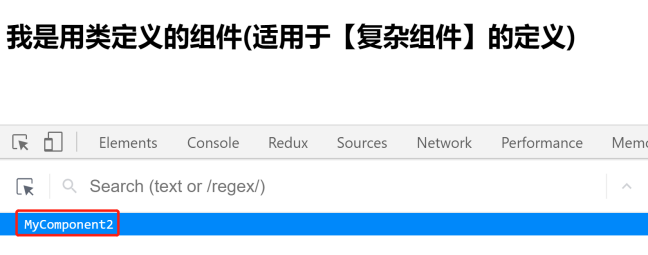 我是用类定义的组件(适用于【复杂组件】的定义)
Elements Console Redux Sources Network Performance Memo
Search (text or /regex/)
MyComponent2